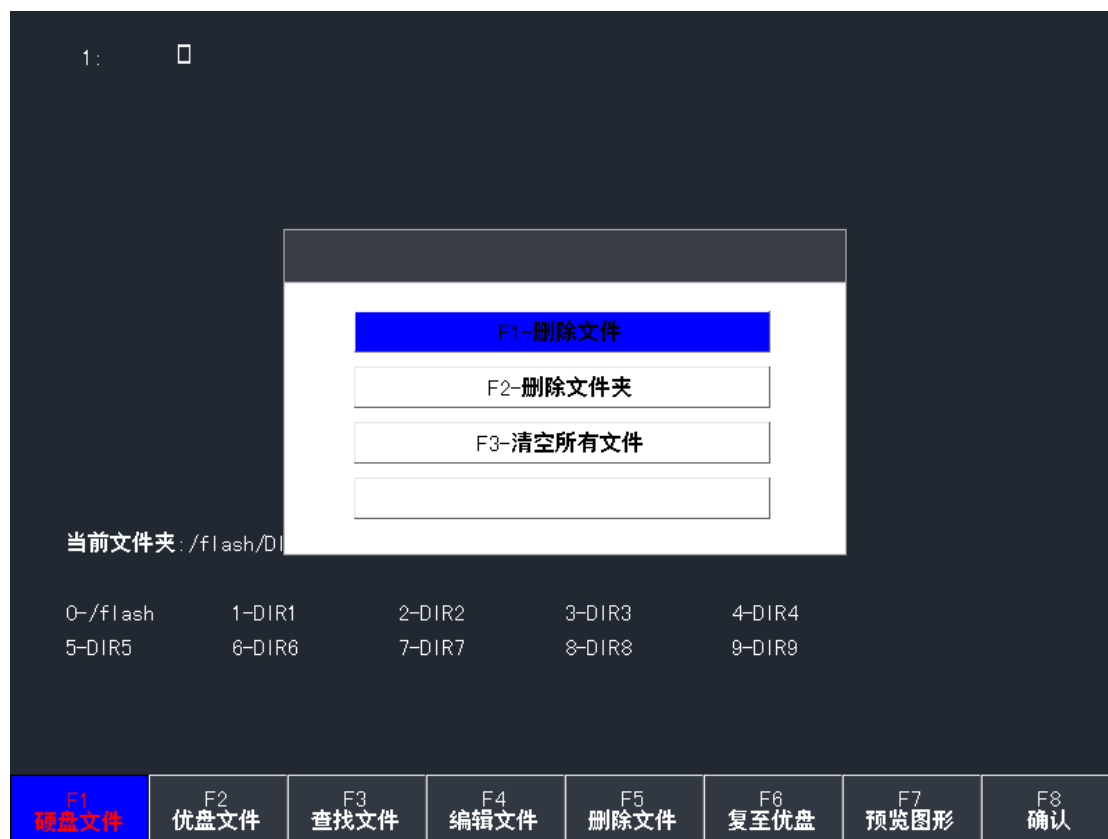 1:
F1-删除文件
F2-删除文件夹
F3-清空所有文件
当前文件夹:/flash/DI
0-/flash 1-DIR1 2-DIR2 3-DIR3 4-DIR4
5-DIR5 6-DIR6 7-DIR7 8-DIR8 9-DIR9
F1 F2 F3 F4 F5 F6 F7 F8
硬盘文件 优盘文件 查找文件 编辑文件 删除文件 复至优盘 预览图形 确认